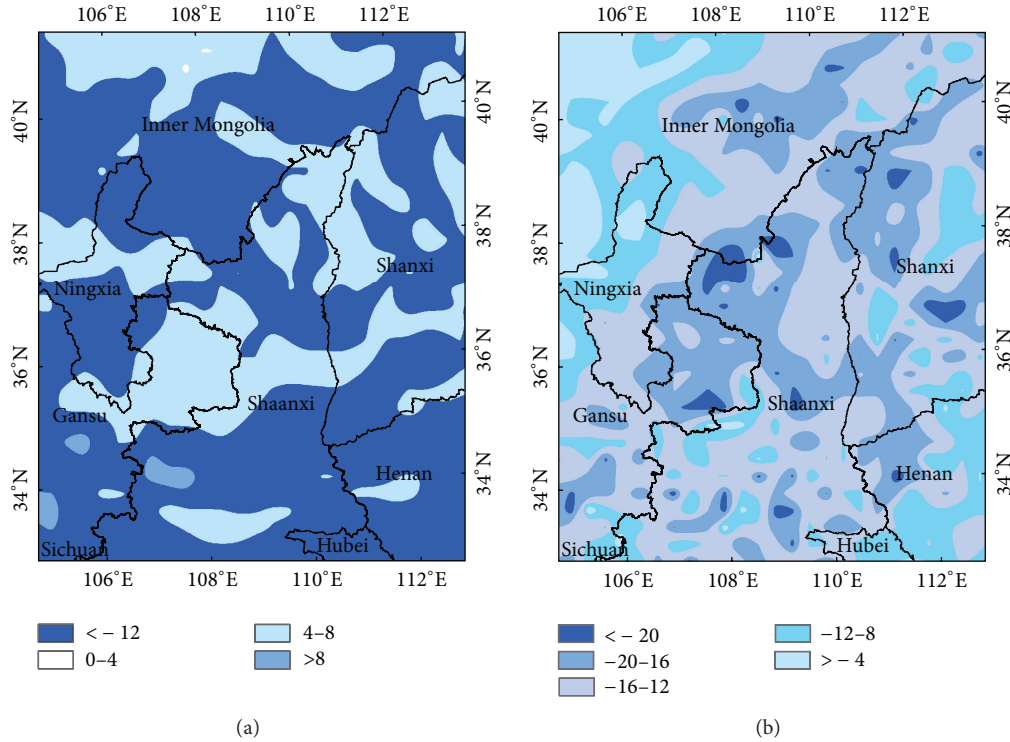 106°E 108°E 110°E 112°E
40°N 38°N 36°N 34°N
Inner Mongolia
Shanxi
Ningxia
Gansu
Shaanxi
Henan
Sichuan
Hubei
40°N 38°N 36°N 34°N
106°E 108°E 110°E 112°E
< − 12 4–8
0–4 >8
(a)
106°E 108°E 110°E 112°E
40°N 38°N 36°N 34°N
Inner Mongolia
Shanxi
Ningxia
Gansu
Shaanxi
Henan
Sichuan
Hubei
40°N 38°N 36°N 34°N
106°E 108°E 110°E 112°E
< − 20 −12–8
−20–16 > − 4
−16–12
(b)